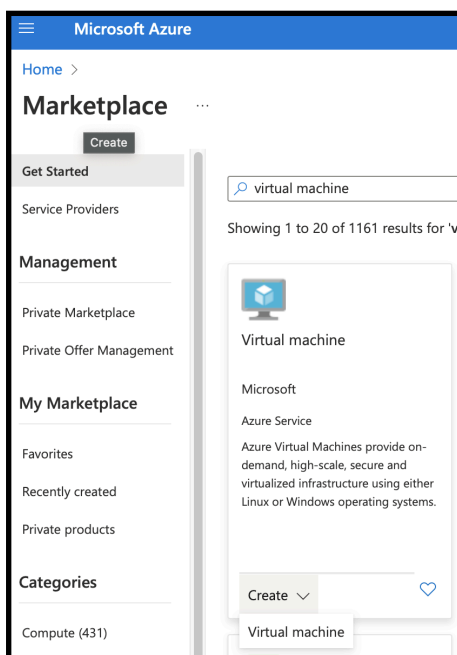 Microsoft Azure
Home >
Marketplace ...
Create
Get Started
Service Providers
Management
Private Marketplace
Private Offer Management
My Marketplace
Favorites
Recently created
Private products
Categories
Compute (431)
virtual machine
Showing 1 to 20 of 1161 results for 'v
Virtual machine
Microsoft
Azure Service
Azure Virtual Machines provide on-
demand, high-scale, secure and
virtualized infrastructure using either
Linux or Windows operating systems.
Create
Virtual machine